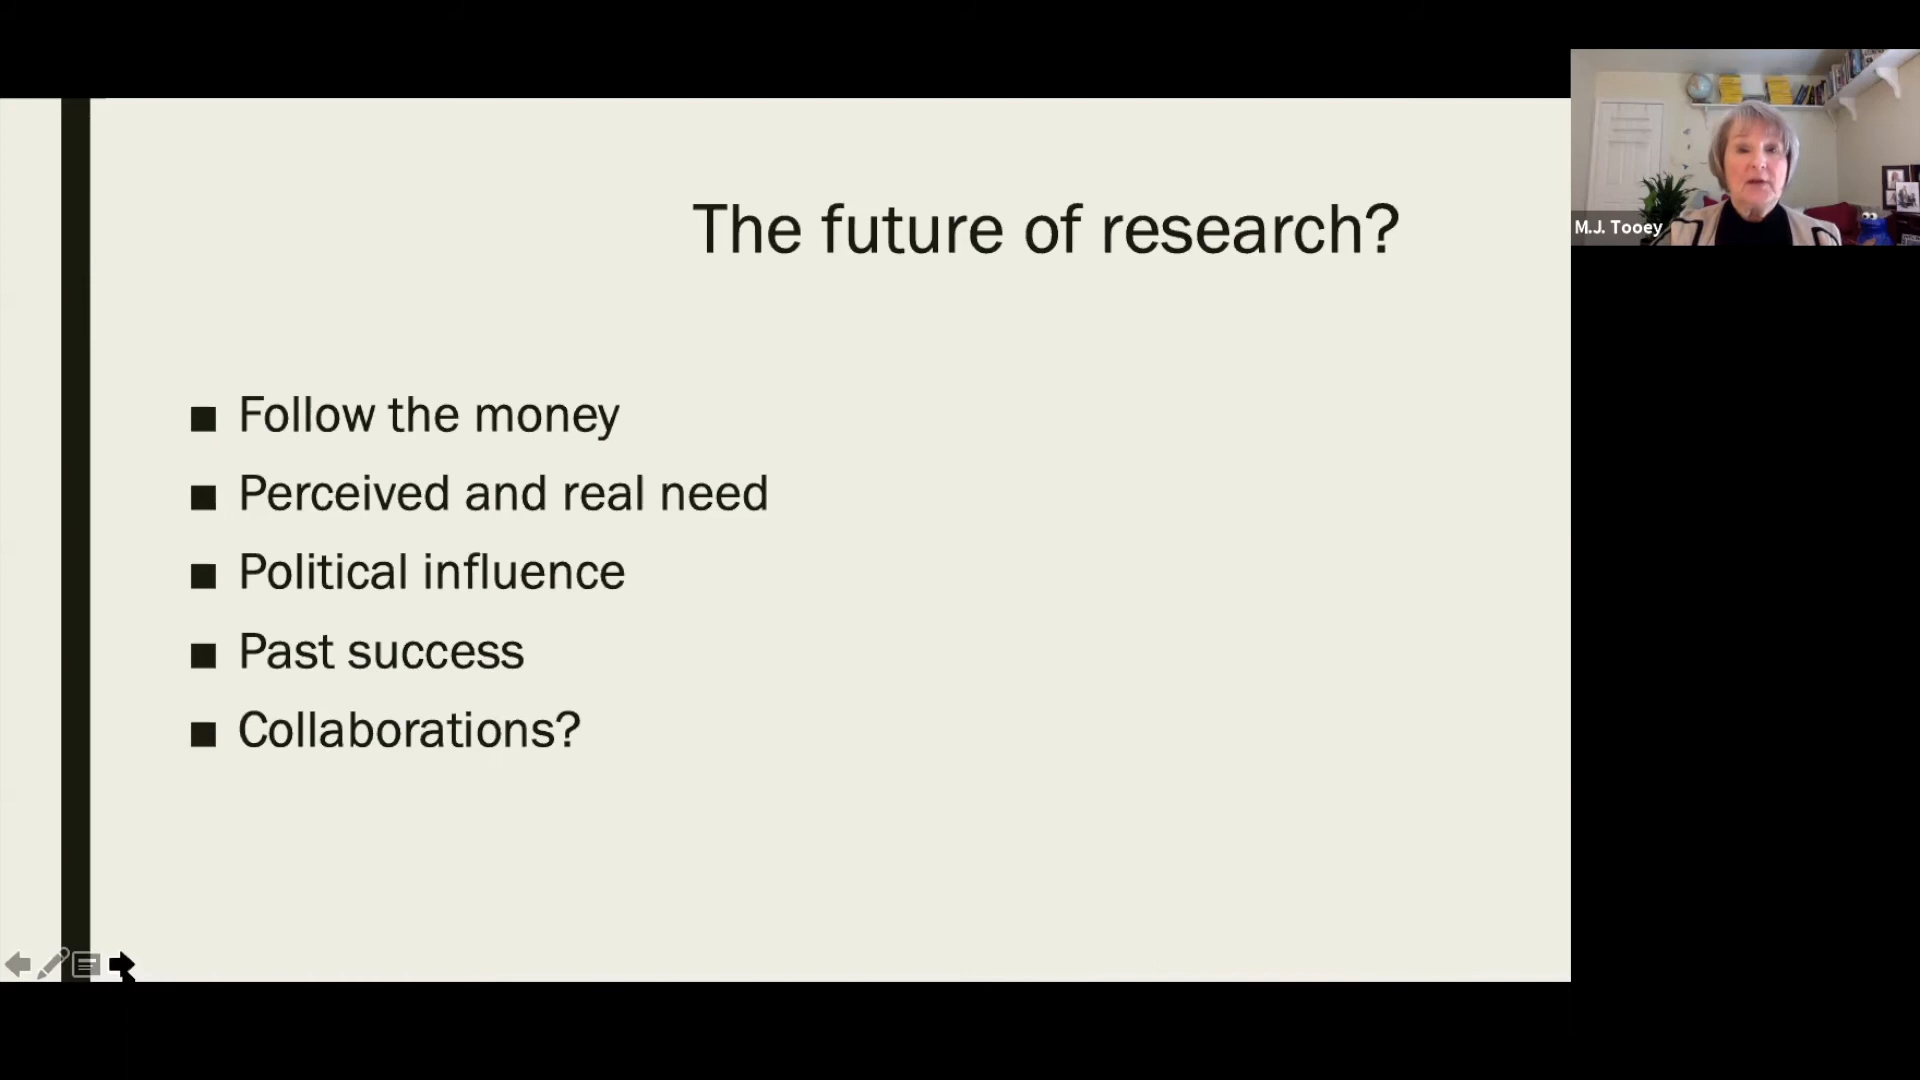 The future of research?
M.J. Tooey
■ Follow the money
■ Perceived and real need
■ Political influence
■ Past success
■ Collaborations?